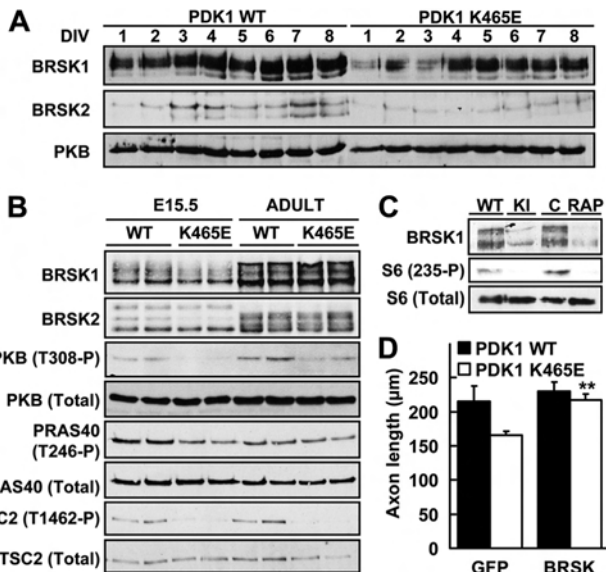 A
PDK1 WT PDK1 K465E
DIV 1 2 3 4 5 6 7 8 1 2 3 4 5 6 7 8
BRSK1
BRSK2
PKB
B
E15.5 ADULT
WT K465E WT K465E
BRSK1
BRSK2
PKB (T308-P)
PKB (Total)
PRAS40
(T246-P)
AS40 (Total)
C2 (T1462-P)
TSC2 (Total)
C
WT KI C RAP
BRSK1
S6 (235-P)
S6 (Total)
D
PDK1 WT
PDK1 K465E
Axon length (µm)
250
200
150
100
50
0
**
GFP BRSK